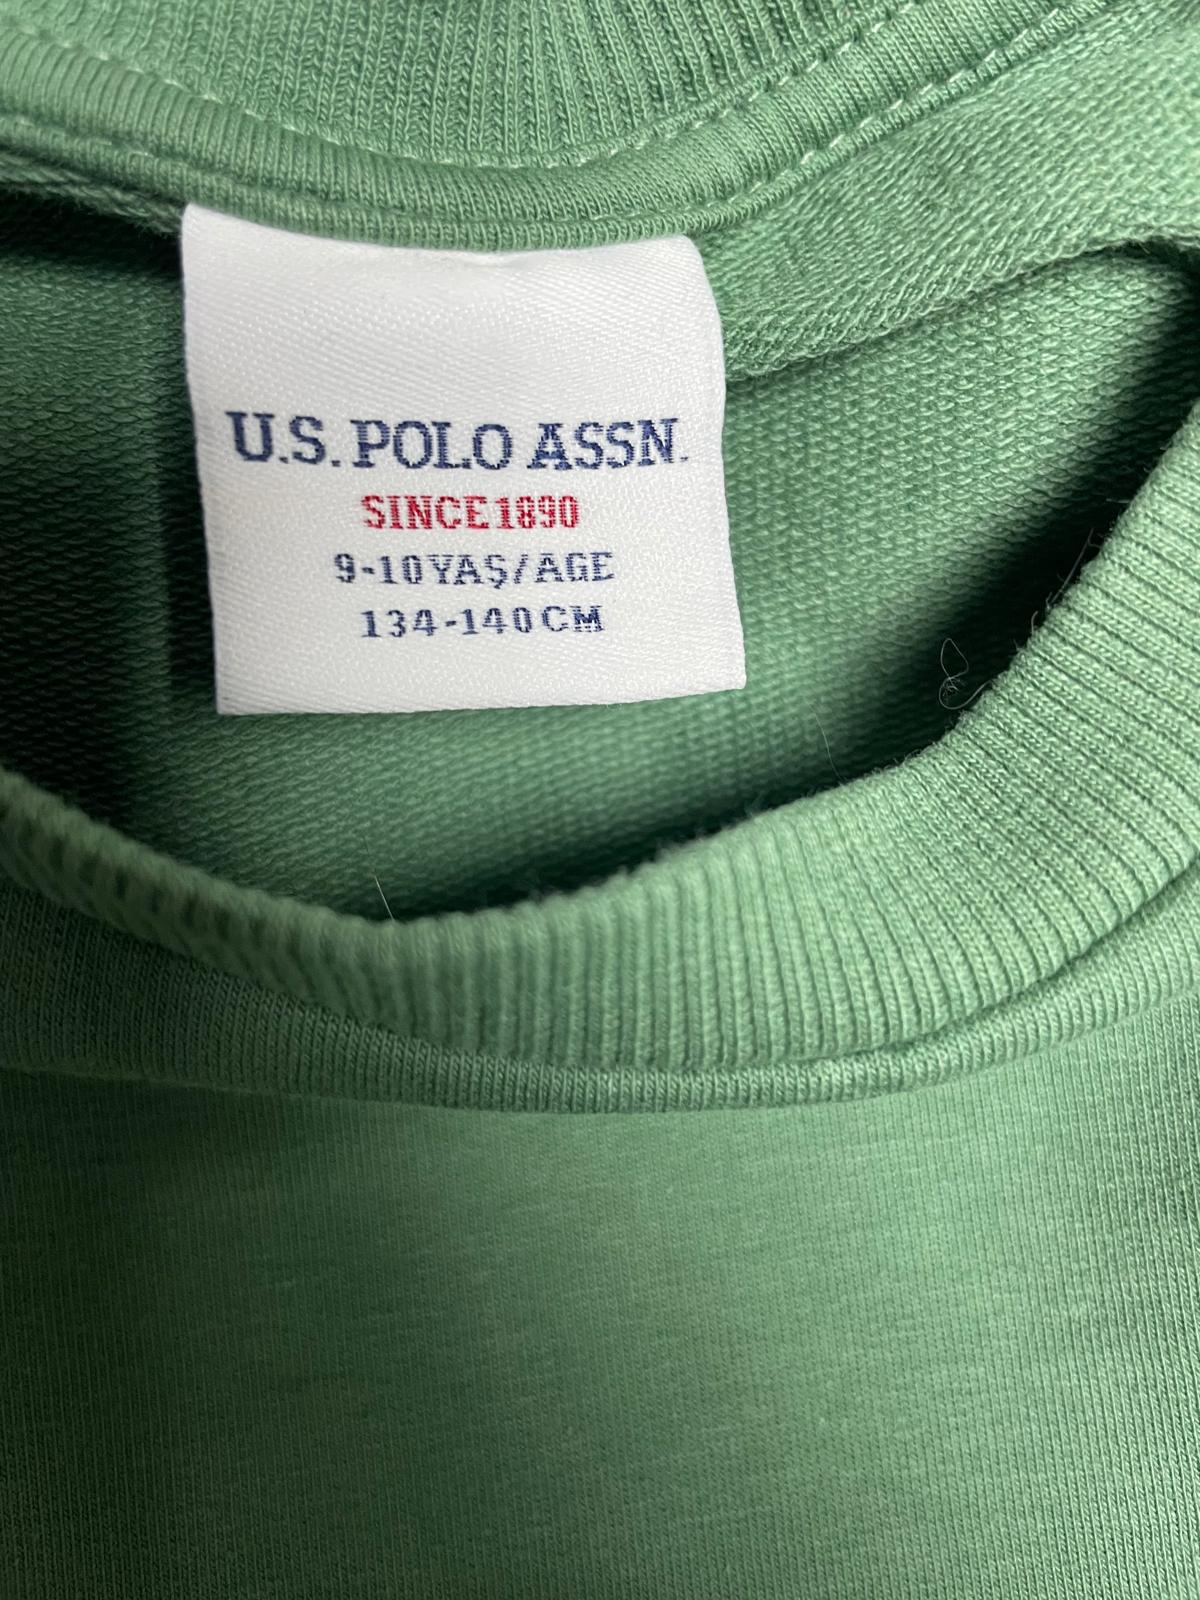 U.S. POLO ASSN.
SINCE 1890
9-10 YAŞ/AGE
134-140 CM